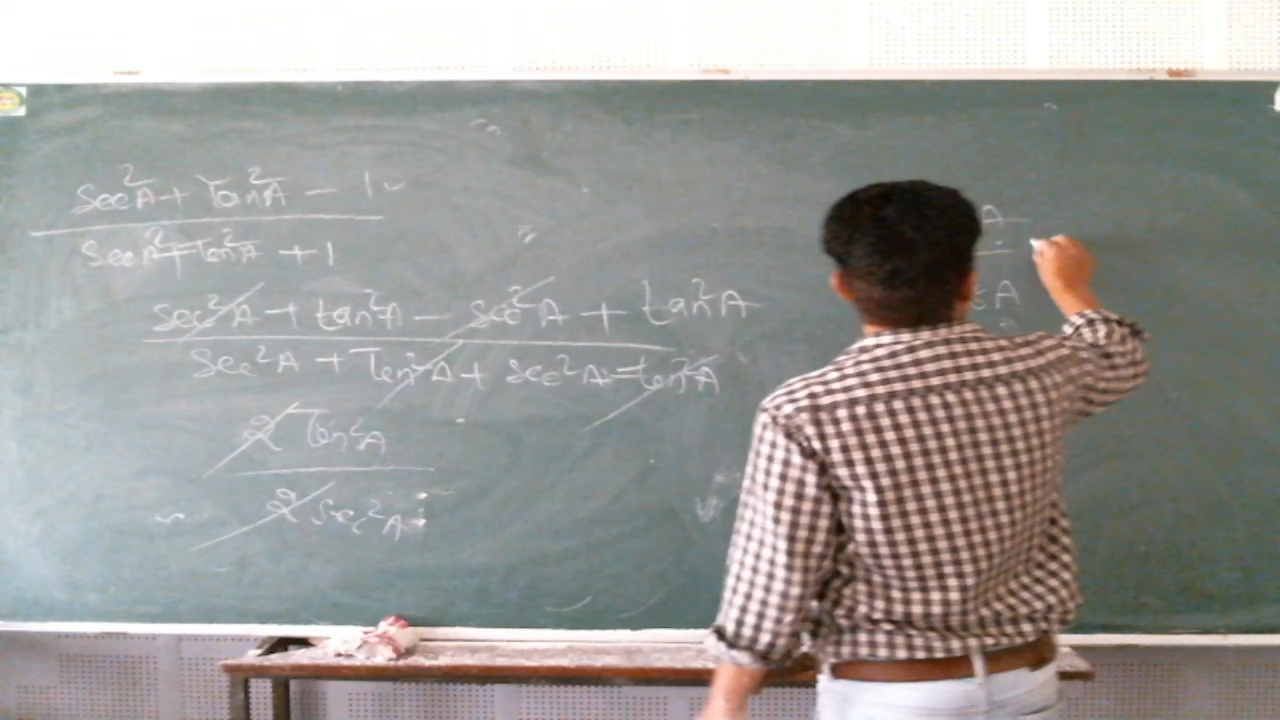 sec²A + Tan²A - 1
sec²A + Tan²A + 1
sec²A + tan²A - sec²A + tan²A
sec²A + Tan²A + sec²A - tan²A
2 Tan²A
2 sec²A
A
A